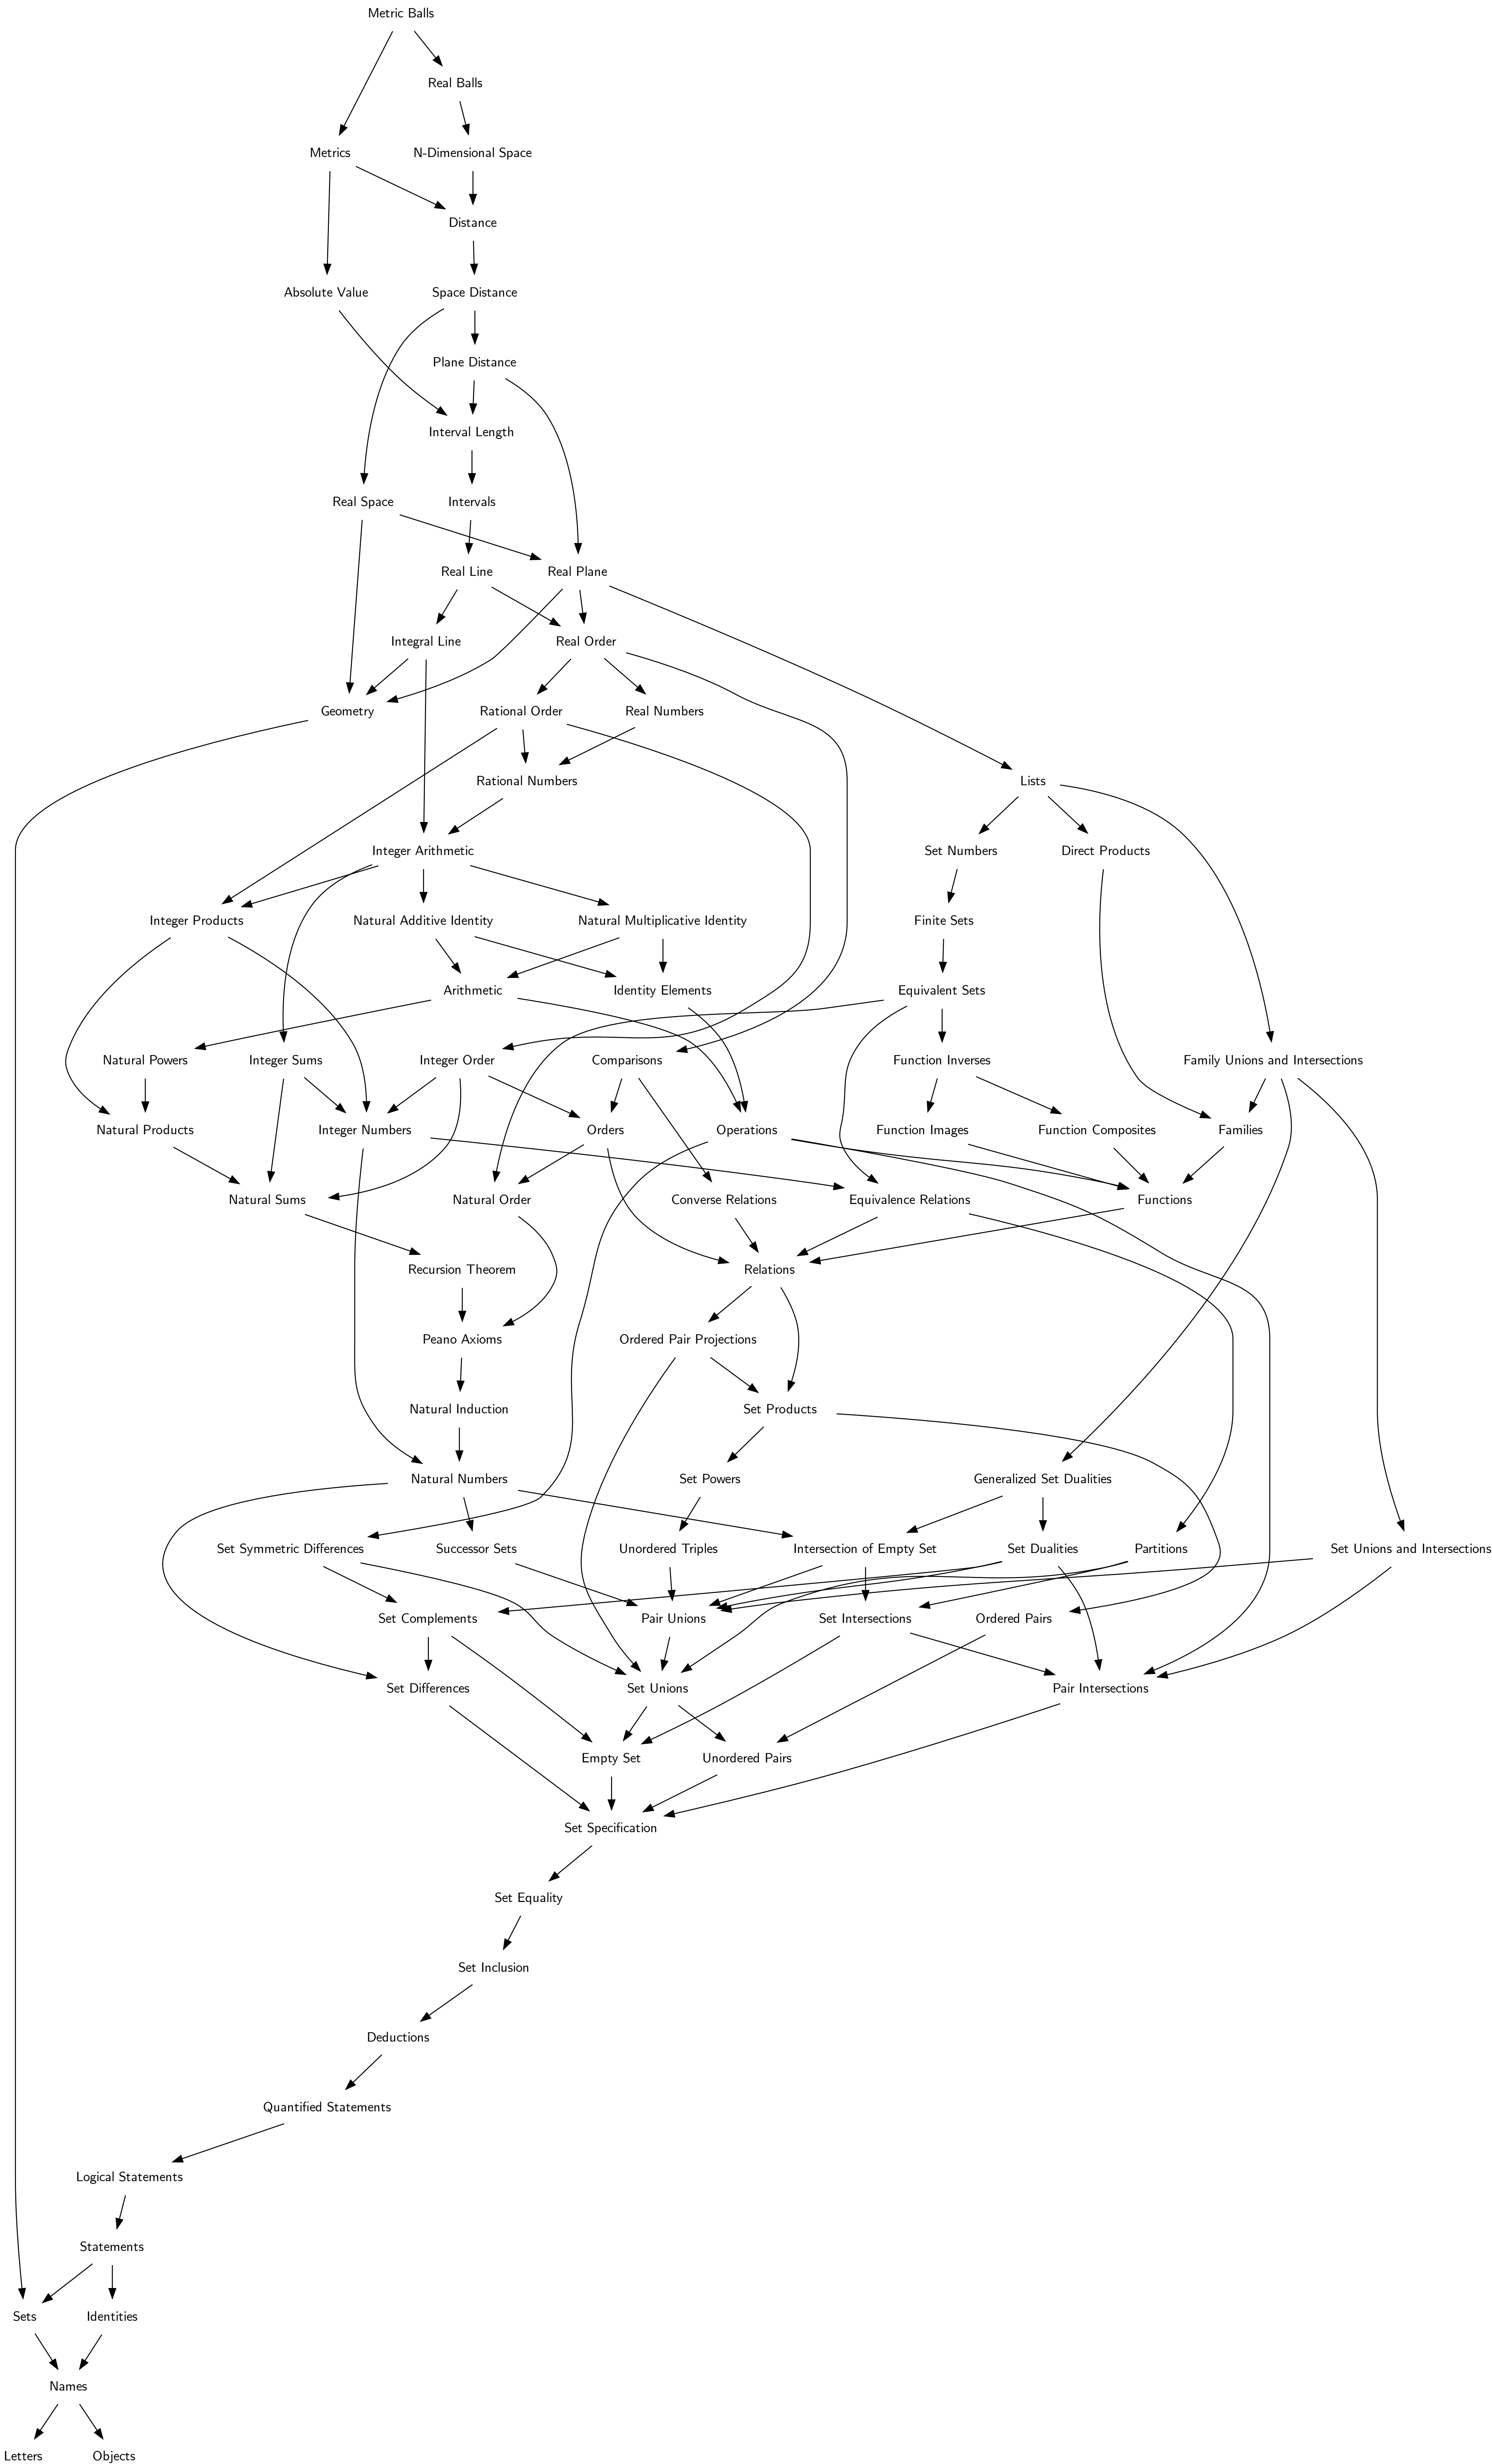 Metric Balls
Real Balls
Metrics
N-Dimensional Space
Distance
Absolute Value
Space Distance
Plane Distance
Interval Length
Real Space
Intervals
Real Line
Real Plane
Integral Line
Real Order
Geometry
Rational Order
Real Numbers
Rational Numbers
Lists
Integer Arithmetic
Set Numbers
Direct Products
Integer Products
Natural Additive Identity
Natural Multiplicative Identity
Finite Sets
Arithmetic
Identity Elements
Equivalent Sets
Natural Powers
Integer Sums
Integer Order
Comparisons
Function Inverses
Family Unions and Intersections
Natural Products
Integer Numbers
Orders
Operations
Function Images
Function Composites
Families
Natural Sums
Natural Order
Converse Relations
Equivalence Relations
Functions
Recursion Theorem
Relations
Peano Axioms
Ordered Pair Projections
Natural Induction
Set Products
Natural Numbers
Set Powers
Generalized Set Dualities
Set Symmetric Differences
Successor Sets
Unordered Triples
Intersection of Empty Set
Set Dualities
Partitions
Set Unions and Intersections
Set Complements
Pair Unions
Set Intersections
Ordered Pairs
Set Differences
Set Unions
Pair Intersections
Empty Set
Unordered Pairs
Set Specification
Set Equality
Set Inclusion
Deductions
Quantified Statements
Logical Statements
Statements
Sets
Identities
Names
Letters
Objects